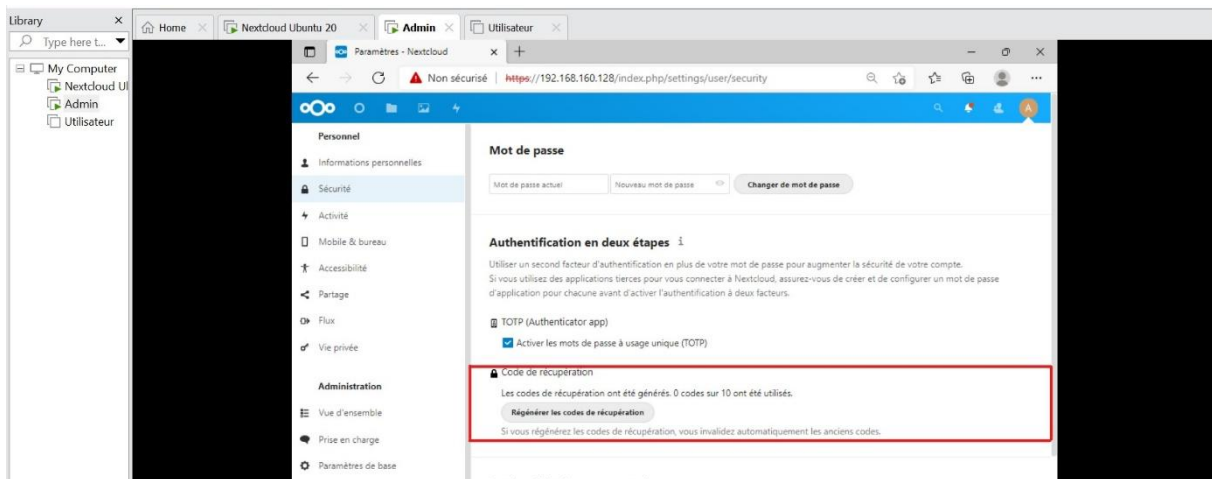 Library
Type here t...
My Computer
Nextcloud Ul
Admin
Utilisateur
Home
Nextcloud Ubuntu 20
Admin
Utilisateur
Paramètres - Nextcloud
Non sécurisé https://192.168.160.128/index.php/settings/user/security
A
Personnel
Informations personnelles
Sécurité
Activité
Mobile & bureau
Accessibilité
Partage
Flux
Vie privée
Administration
Vue d'ensemble
Prise en charge
Paramètres de base
Mot de passe
Mot de passe actuel
Nouveau mot de passe
Changer de mot de passe
Authentification en deux étapes i
Utiliser un second facteur d'authentification en plus de votre mot de passe pour augmenter la sécurité de votre compte.
Si vous utilisez des applications tierces pour vous connecter à Nextcloud, assurez-vous de créer et de configurer un mot de passe
d'application pour chacune avant d'activer l'authentification à deux facteurs.
TOTP (Authenticator app)
Activer les mots de passe à usage unique (TOTP)
Code de récupération
Les codes de récupération ont été générés. 0 codes sur 10 ont été utilisés.
Régénérer les codes de récupération
Si vous régénérez les codes de récupération, vous invalidez automatiquement les anciens codes.